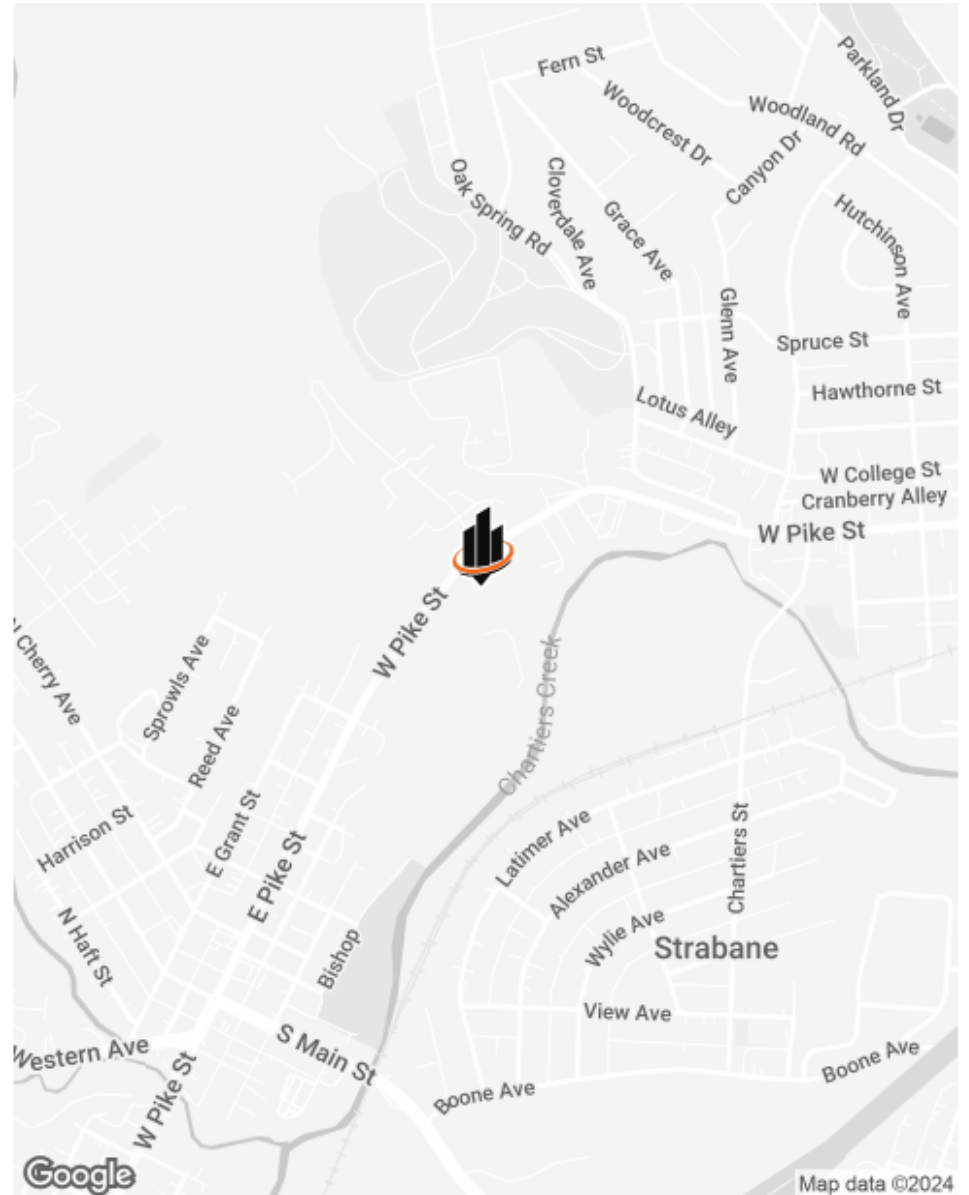 Fern St
Parkland Dr
Woodcrest Dr
Woodland Rd
Canyon Dr
Oak Spring Rd
Cloverdale Ave
Grace Ave
Hutchinson Ave
Glenn Ave
Spruce St
Hawthorne St
Lotus Alley
W College St
Cranberry Alley
W Pike St
W Pike St
Chartiers Creek
N Cherry Ave
Sprowls Ave
Reed Ave
Harrison St
E Grant St
E Pike St
Latimer Ave
Alexander Ave
Chartiers St
Wylie Ave
Strabane
N Haft St
Bishop
View Ave
Western Ave
S Main St
W Pike St
Boone Ave
Boone Ave
Google
Map data ©2024